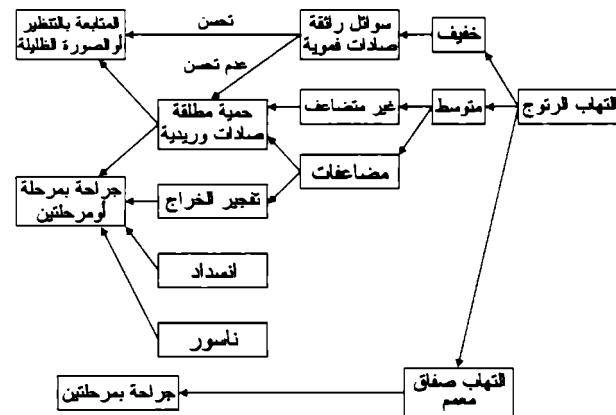 التهاب الرتوج
خفيف
سوائل رائقة
صادات فموية
تحسن
المتابعة بالتنظير
أوالصورة الظليلة
عدم تحسن
متوسط
غير متضاعف
حمية مطلقة
صادات وريدية
مضاعفات
تفجير الخراج
جراحة بمرحلة
أومرحلتين
انسداد
ناسور
التهاب صفاق
معمم
جراحة بمرحلتين